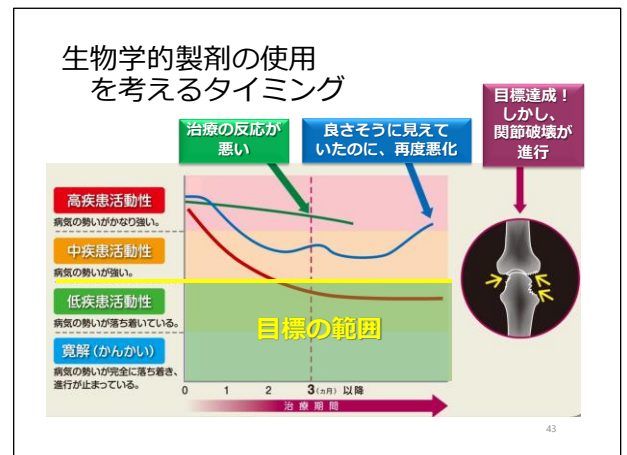 生物学的製剤の使用
を考えるタイミング
治療の反応が
悪い
良さそうに見えて
いたのに、再度悪化
目標達成！
しかし、
関節破壊が
進行
高疾患活動性
病気の勢いがかなり強い。
中疾患活動性
病気の勢いが強い。
低疾患活動性
病気の勢いが落ち着いている。
目標の範囲
寛解（かんかい）
病気の勢いが完全に落ち着き、
進行が止まっている。
0 1 2 3(ヵ月) 以降
治療期間
43